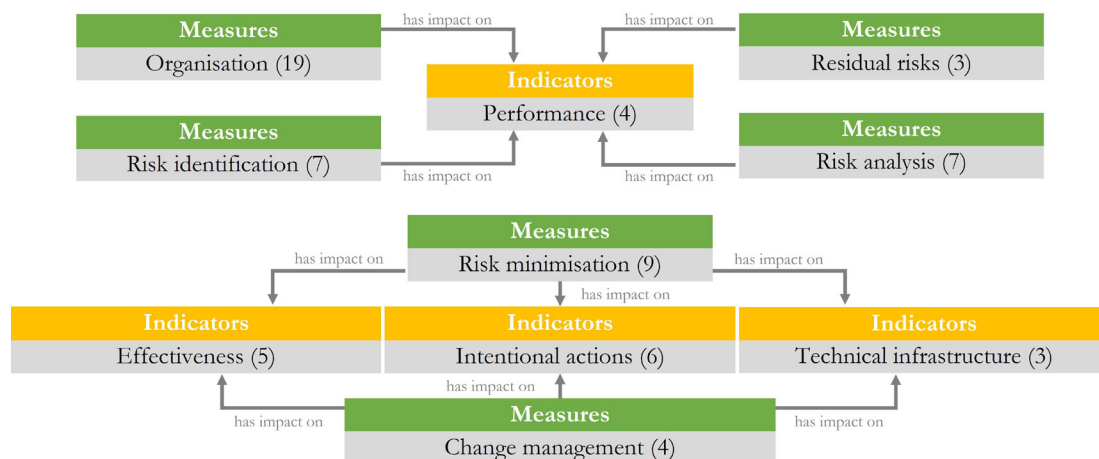 Measures
Organisation (19)
has impact on
has impact on
Measures
Residual risks (3)
Indicators
Performance (4)
Measures
Risk identification (7)
has impact on
has impact on
Measures
Risk analysis (7)
Measures
Risk minimisation (9)
has impact on
has impact on
has impact on
Indicators
Effectiveness (5)
Indicators
Intentional actions (6)
Indicators
Technical infrastructure (3)
has impact on
has impact on
has impact on
Measures
Change management (4)